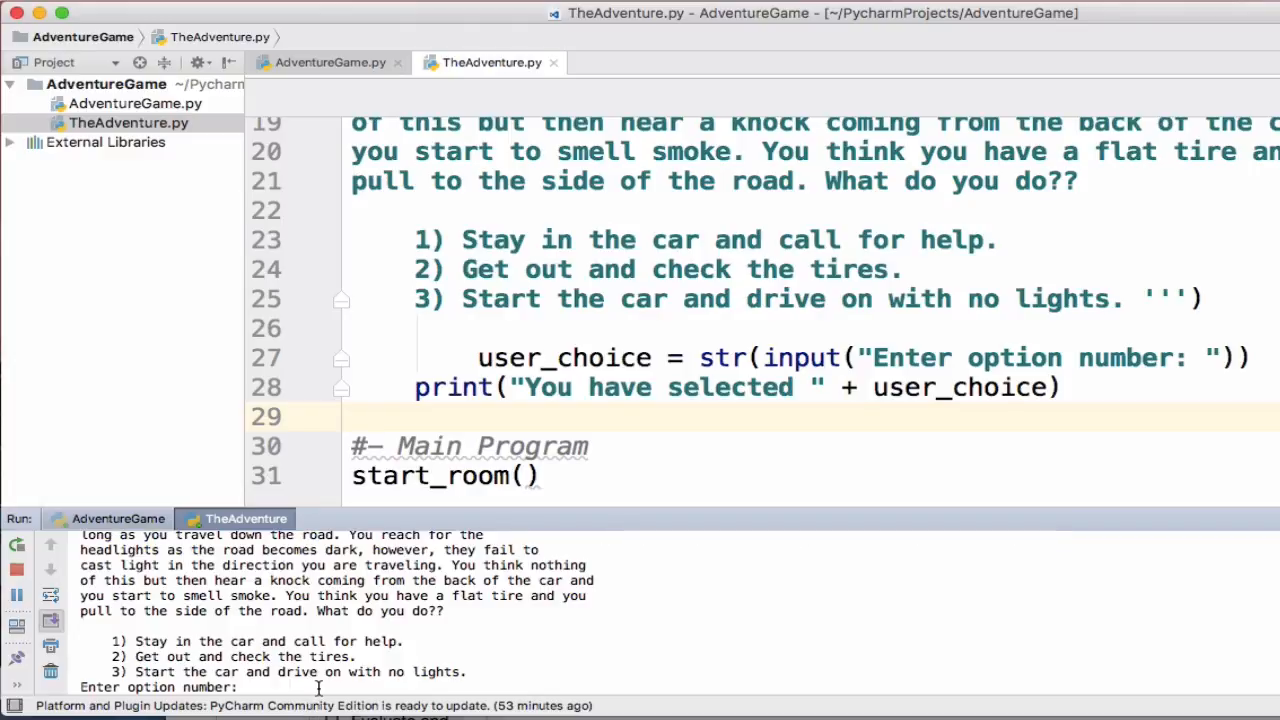 TheAdventure.py - AdventureGame - [~/PycharmProjects/AdventureGame]
AdventureGame TheAdventure.py
Project AdventureGame.py TheAdventure.py
AdventureGame ~/Pycharm
AdventureGame.py
TheAdventure.py
External Libraries
19 of this but then hear a knock coming from the back of the c
20 you start to smell smoke. You think you have a flat tire an
21 pull to the side of the road. What do you do??
22
23 1) Stay in the car and call for help.
24 2) Get out and check the tires.
25 3) Start the car and drive on with no lights. ''')
26
27 user_choice = str(input("Enter option number: "))
28 print("You have selected " + user_choice)
29
30 #- Main Program
31 start_room()
Run: AdventureGame TheAdventure
long as you travel down the road. You reach for the
headlights as the road becomes dark, however, they fail to
cast light in the direction you are traveling. You think nothing
of this but then hear a knock coming from the back of the car and
you start to smell smoke. You think you have a flat tire and you
pull to the side of the road. What do you do??
1) Stay in the car and call for help.
2) Get out and check the tires.
3) Start the car and drive on with no lights.
Enter option number:
Platform and Plugin Updates: PyCharm Community Edition is ready to update. (53 minutes ago)